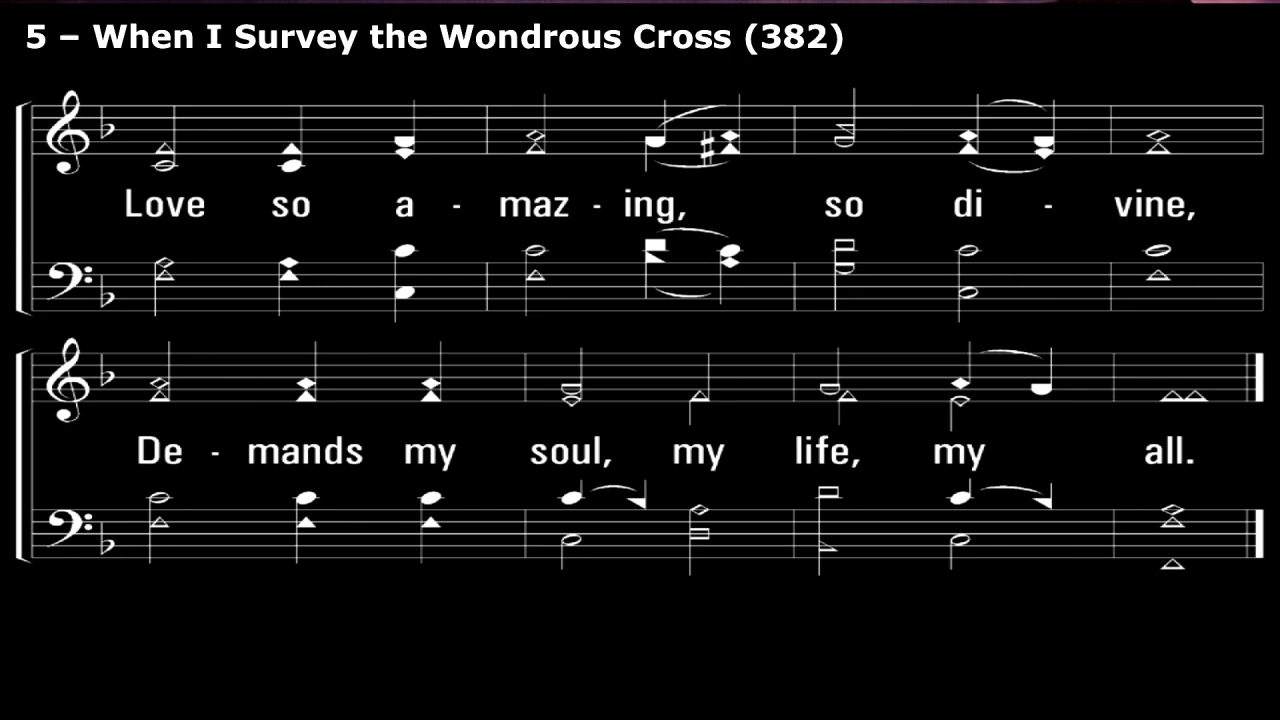 5 – When I Survey the Wondrous Cross (382)
Love so a - maz - ing, so di - vine,
De - mands my soul, my life, my all.